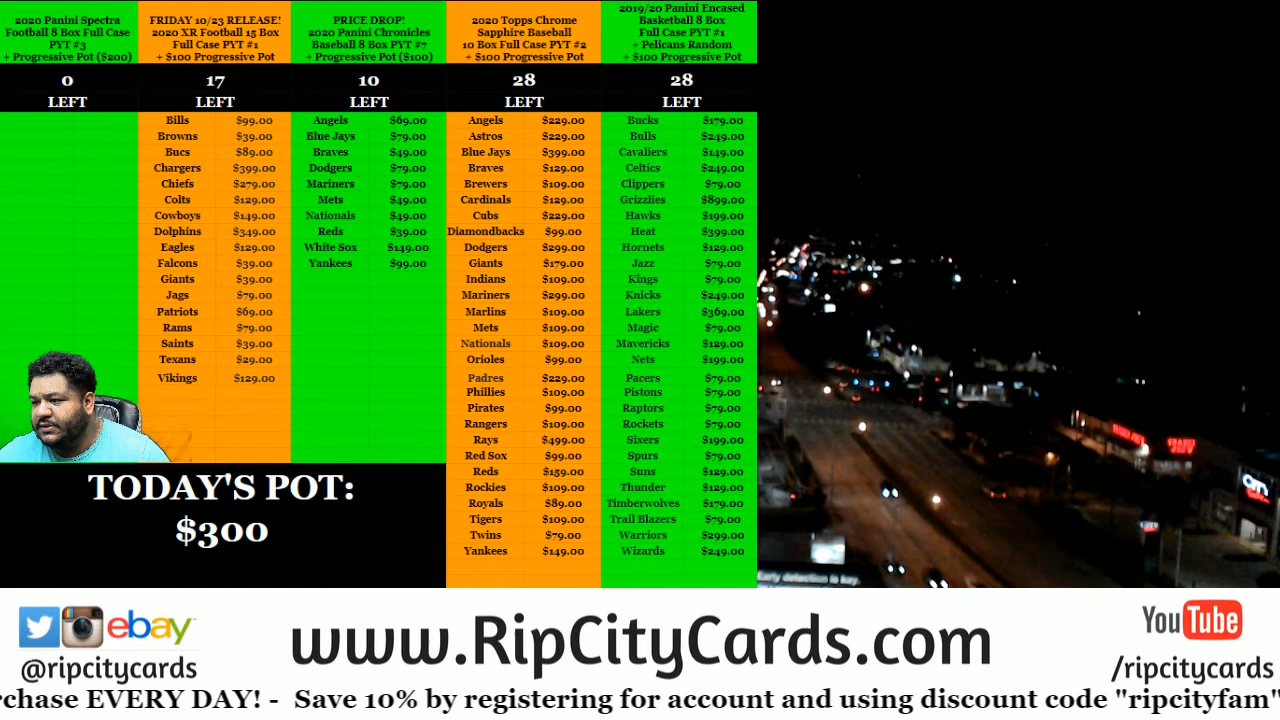 2020 Panini Spectra
Football 8 Box Full Case
PYT #3
+ Progressive Pot ($200)
0
LEFT
FRIDAY 10/23 RELEASE!
2020 XR Football 15 Box
Full Case PYT #1
+ $100 Progressive Pot
17
LEFT
Bills $99.00
Browns $39.00
Bucs $89.00
Chargers $399.00
Chiefs $279.00
Colts $129.00
Cowboys $149.00
Dolphins $349.00
Eagles $129.00
Falcons $39.00
Giants $39.00
Jags $79.00
Patriots $69.00
Rams $79.00
Saints $39.00
Texans $29.00
Vikings $129.00
PRICE DROP!
2020 Panini Chronicles
Baseball 8 Box PYT #7
+ Progressive Pot ($100)
10
LEFT
Angels $69.00
Blue Jays $79.00
Braves $49.00
Dodgers $79.00
Mariners $79.00
Mets $49.00
Nationals $49.00
Reds $39.00
White Sox $149.00
Yankees $99.00
2020 Topps Chrome
Sapphire Baseball
10 Box Full Case PYT #2
+ $100 Progressive Pot
28
LEFT
Angels $229.00
Astros $229.00
Blue Jays $399.00
Braves $129.00
Brewers $109.00
Cardinals $129.00
Cubs $229.00
Diamondbacks $99.00
Dodgers $299.00
Giants $179.00
Indians $109.00
Mariners $299.00
Marlins $109.00
Mets $109.00
Nationals $109.00
Orioles $99.00
Padres $229.00
Phillies $109.00
Pirates $99.00
Rangers $109.00
Rays $499.00
Red Sox $99.00
Reds $159.00
Rockies $109.00
Royals $89.00
Tigers $109.00
Twins $79.00
Yankees $149.00
2019/20 Panini Encased
Basketball 8 Box
Full Case PYT #1
+ Pelicans Random
+ $100 Progressive Pot
28
LEFT
Bucks $179.00
Bulls $249.00
Cavaliers $149.00
Celtics $249.00
Clippers $79.00
Grizzlies $899.00
Hawks $199.00
Heat $399.00
Hornets $129.00
Jazz $79.00
Kings $79.00
Knicks $249.00
Lakers $369.00
Magic $79.00
Mavericks $129.00
Nets $199.00
Pacers $79.00
Pistons $79.00
Raptors $79.00
Rockets $79.00
Sixers $199.00
Spurs $79.00
Suns $129.00
Thunder $129.00
Timberwolves $179.00
Trail Blazers $79.00
Warriors $299.00
Wizards $249.00
TODAY'S POT:
$300
Early detection is key.
ebay
@ripcitycards
www.RipCityCards.com
YouTube
/ripcitycards
rchase EVERY DAY! - Save 10% by registering for account and using discount code "ripcityfam"